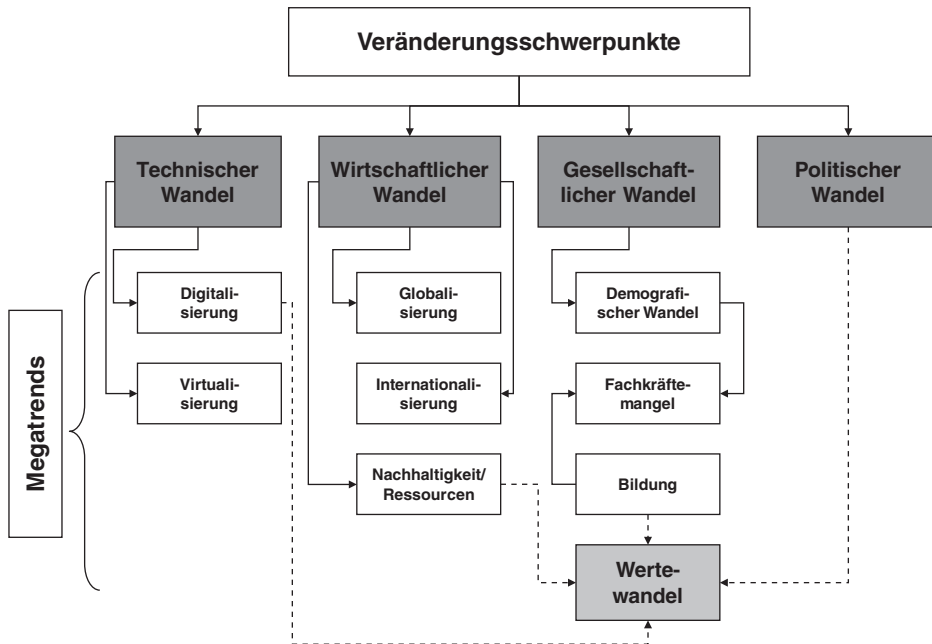 Veränderungsschwerpunkte
Technischer
Wandel
Wirtschaftlicher
Wandel
Gesellschaft-
licher Wandel
Politischer
Wandel
Megatrends
Digitali-
sierung
Globali-
sierung
Demografi-
scher Wandel
Virtuali-
sierung
Internationali-
sierung
Fachkräfte-
mangel
Nachhaltigkeit/
Ressourcen
Bildung
Werte-
wandel